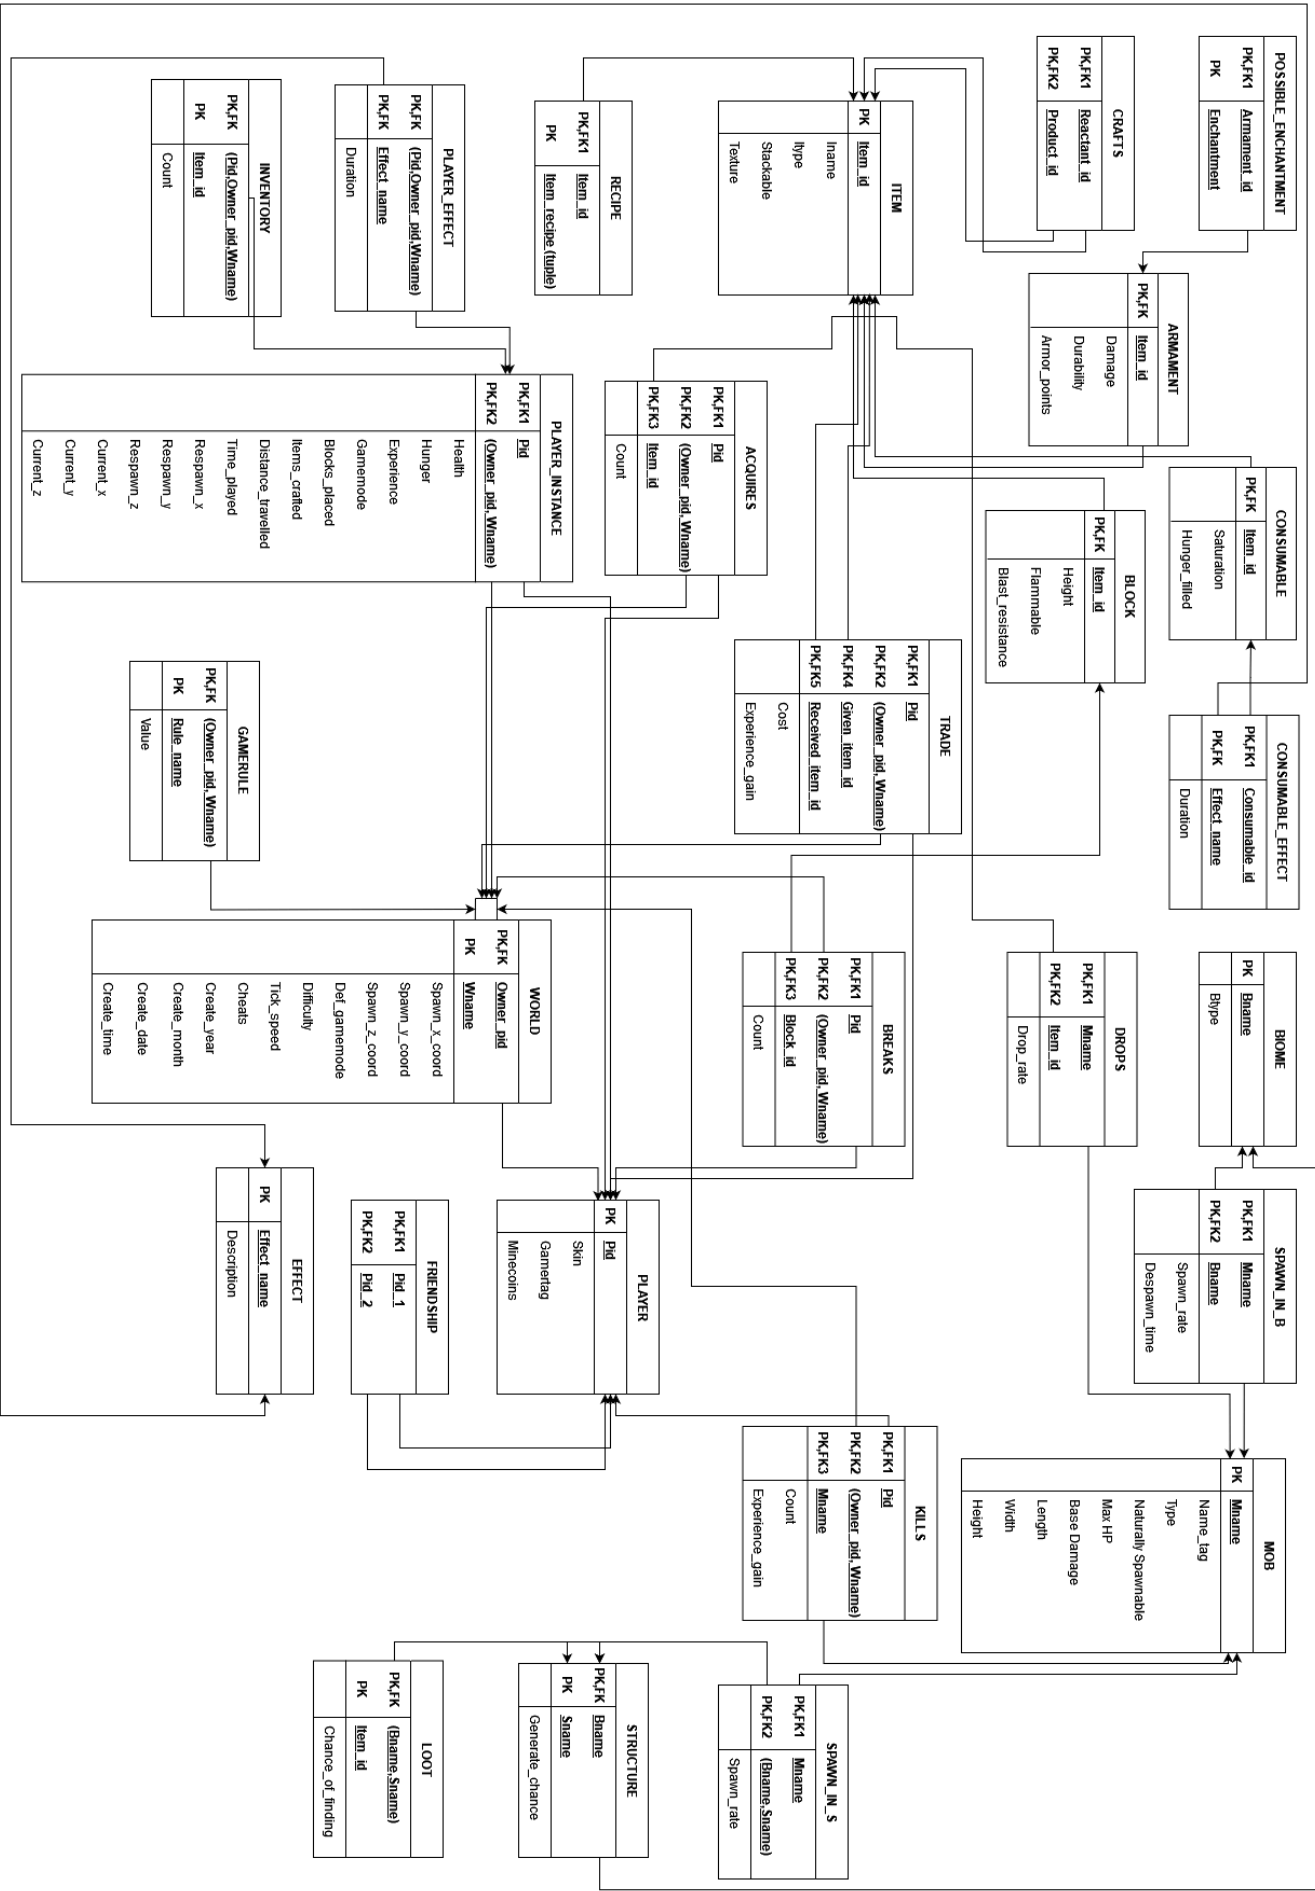 POSSIBLE_ENCHANTMENT
PK,FK1 Armament_id
PK Enchantment
CRAFTS
PK,FK1 Reactant_id
PK,FK2 Product_id
ITEM
PK Item_id
Iname
Itype
Stackable
Texture
RECIPE
PK,FK1 Item_id
PK Item_recipe (tuple)
PLAYER_EFFECT
PK,FK (Pid,Owner_pid,Wname)
PK,FK Effect_name
Duration
INVENTORY
PK,FK (Pid,Owner_pid,Wname)
PK Item_id
Count
ARMAMENT
PK,FK Item_id
Damage
Durability
Armor_points
CONSUMABLE
PK,FK Item_id
Saturation
Hunger_filled
BLOCK
PK,FK Item_id
Height
Flammable
Blast_resistance
ACQUIRES
PK,FK1 Pid
PK,FK2 (Owner_pid, Wname)
PK,FK3 Item_id
Count
PLAYER_INSTANCE
PK,FK1 Pid
PK,FK2 (Owner_pid, Wname)
Health
Hunger
Experience
Gamemode
Blocks_placed
Items_crafted
Distance_travelled
Time_played
Respawn_x
Respawn_y
Respawn_z
Current_x
Current_y
Current_z
CONSUMABLE_EFFECT
PK,FK1 Consumable_id
PK,FK Effect_name
Duration
TRADE
PK,FK1 Pid
PK,FK2 (Owner_pid, Wname)
PK,FK4 Given_item_id
PK,FK5 Received_item_id
Cost
Experience_gain
GAMERULE
PK,FK (Owner_pid, Wname)
PK Rule_name
Value
BIOME
PK Bname
Btype
DROPS
PK,FK1 Mname
PK,FK2 Item_id
Drop_rate
BREAKS
PK,FK1 Pid
PK,FK2 (Owner_pid,Wname)
PK,FK3 Block_id
Count
WORLD
PK,FK Owner_pid
PK Wname
Spawn_x_coord
Spawn_y_coord
Spawn_z_coord
Def_gamemode
Difficulty
Tick_speed
Cheats
Create_year
Create_month
Create_date
Create_time
SPAWN_IN_B
PK,FK1 Mname
PK,FK2 Bname
Spawn_rate
Despawn_time
PLAYER
PK Pid
Skin
Gamertag
Minecoins
FRIENDSHIP
PK,FK1 Pid_1
PK,FK2 Pid_2
EFFECT
PK Effect_name
Description
MOB
PK Mname
Name_tag
Type
Naturally Spawnable
Max HP
Base Damage
Length
Width
Height
KILLS
PK,FK1 Pid
PK,FK2 (Owner_pid, Wname)
PK,FK3 Mname
Count
Experience_gain
SPAWN_IN_S
PK,FK1 Mname
PK,FK2 (Bname,Sname)
Spawn_rate
STRUCTURE
PK,FK Bname
PK Sname
Generate_chance
LOOT
PK,FK (Bname,Sname)
PK Item_id
Chance_of_finding